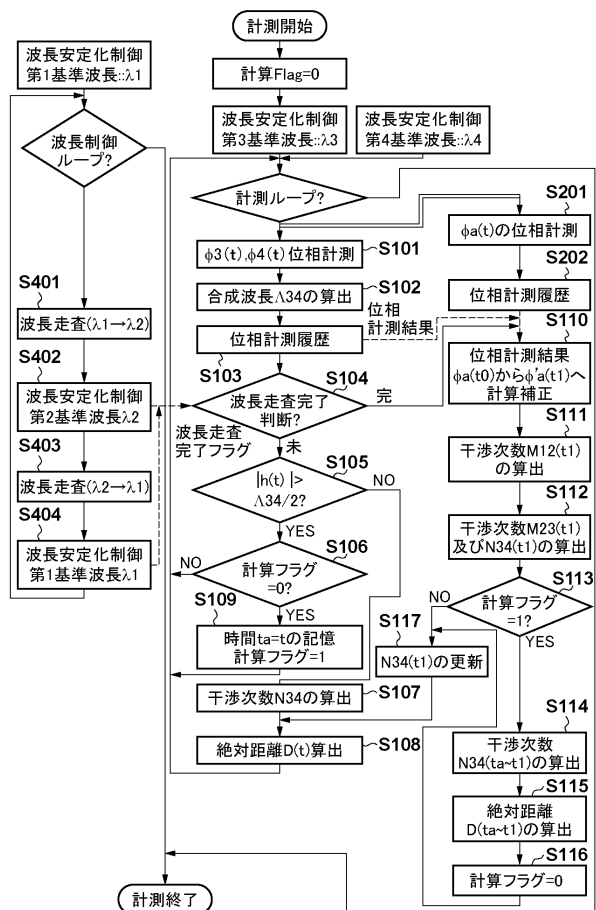 計測開始
計算Flag=0
波長安定化制御
第1基準波長::λ1
波長安定化制御
第3基準波長::λ3
波長安定化制御
第4基準波長::λ4
波長制御
ループ?
計測ループ?
S201
φa(t)の位相計測
S202
位相計測履歴
φ3(t),φ4(t)位相計測
S101
合成波長Λ34の算出
S102
位相計測履歴
S103
位相
計測結果
S401
波長走査(λ1→λ2)
S402
波長安定化制御
第2基準波長λ2
S403
波長走査(λ2→λ1)
S404
波長安定化制御
第1基準波長λ1
波長走査
完了フラグ
S104
波長走査完了
判断?
完
未
S110
位相計測結果
φa(t0)からφ'a(t1)へ
計算補正
S111
干渉次数M12(t1)
の算出
S112
干渉次数M23(t1)
及びN34(t1)の算出
S105
|h(t)|>
Λ34/2?
NO
YES
S106
計算フラグ
=0?
NO
YES
S109
時間ta=tの記憶
計算フラグ=1
S113
計算フラグ
=1?
NO
YES
S117
N34(t1)の更新
干渉次数N34の算出
S107
絶対距離D(t)算出
S108
S114
干渉次数
N34(ta~t1)の算出
S115
絶対距離
D(ta~t1)の算出
S116
計算フラグ=0
計測終了